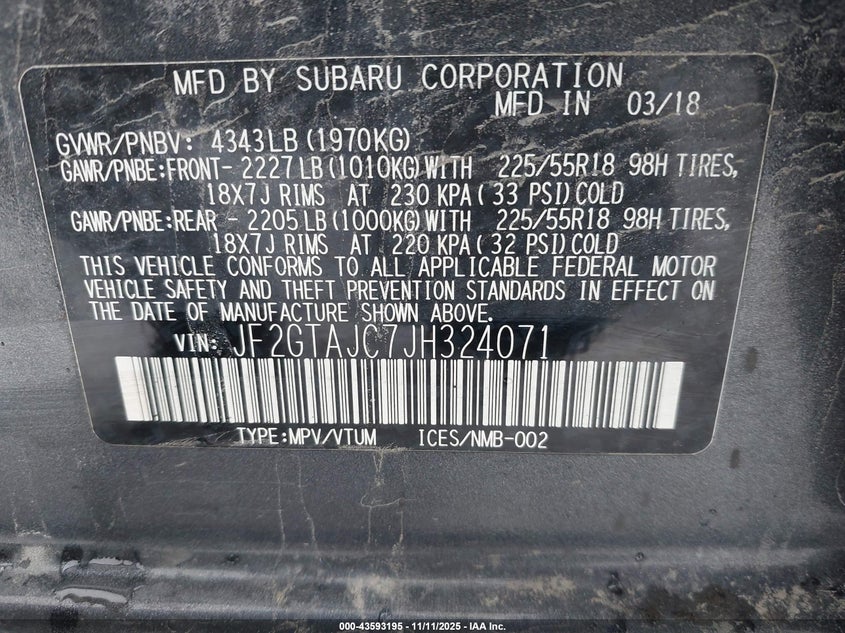 MFD BY SUBARU CORPORATION
MFD IN 03/18
GVWR/PNBV: 4343LB (1970KG)
GAWR/PNBE:FRONT- 2227LB(1010KG)WITH 225/55R18 98H TIRES,
18X7J RIMS AT 230 KPA( 33 PSI)COLD
GAWR/PNBE:REAR - 2205LB(1000KG)WITH 225/55R18 98H TIRES,
18X7J RIMS AT 220 KPA( 32 PSI)COLD
THIS VEHICLE CONFORMS TO ALL APPLICABLE FEDERAL MOTOR
VEHICLE SAFETY AND THEFT PREVENTION STANDARDS IN EFFECT ON
THE DATE OF MANUFACTURE SHOWN ABOVE.
VIN: JF2GTAJC7JH324071
TYPE:MPV/VTUM ICES/NMB-002
000-43593195 - 11/11/2025 - IAA Inc.